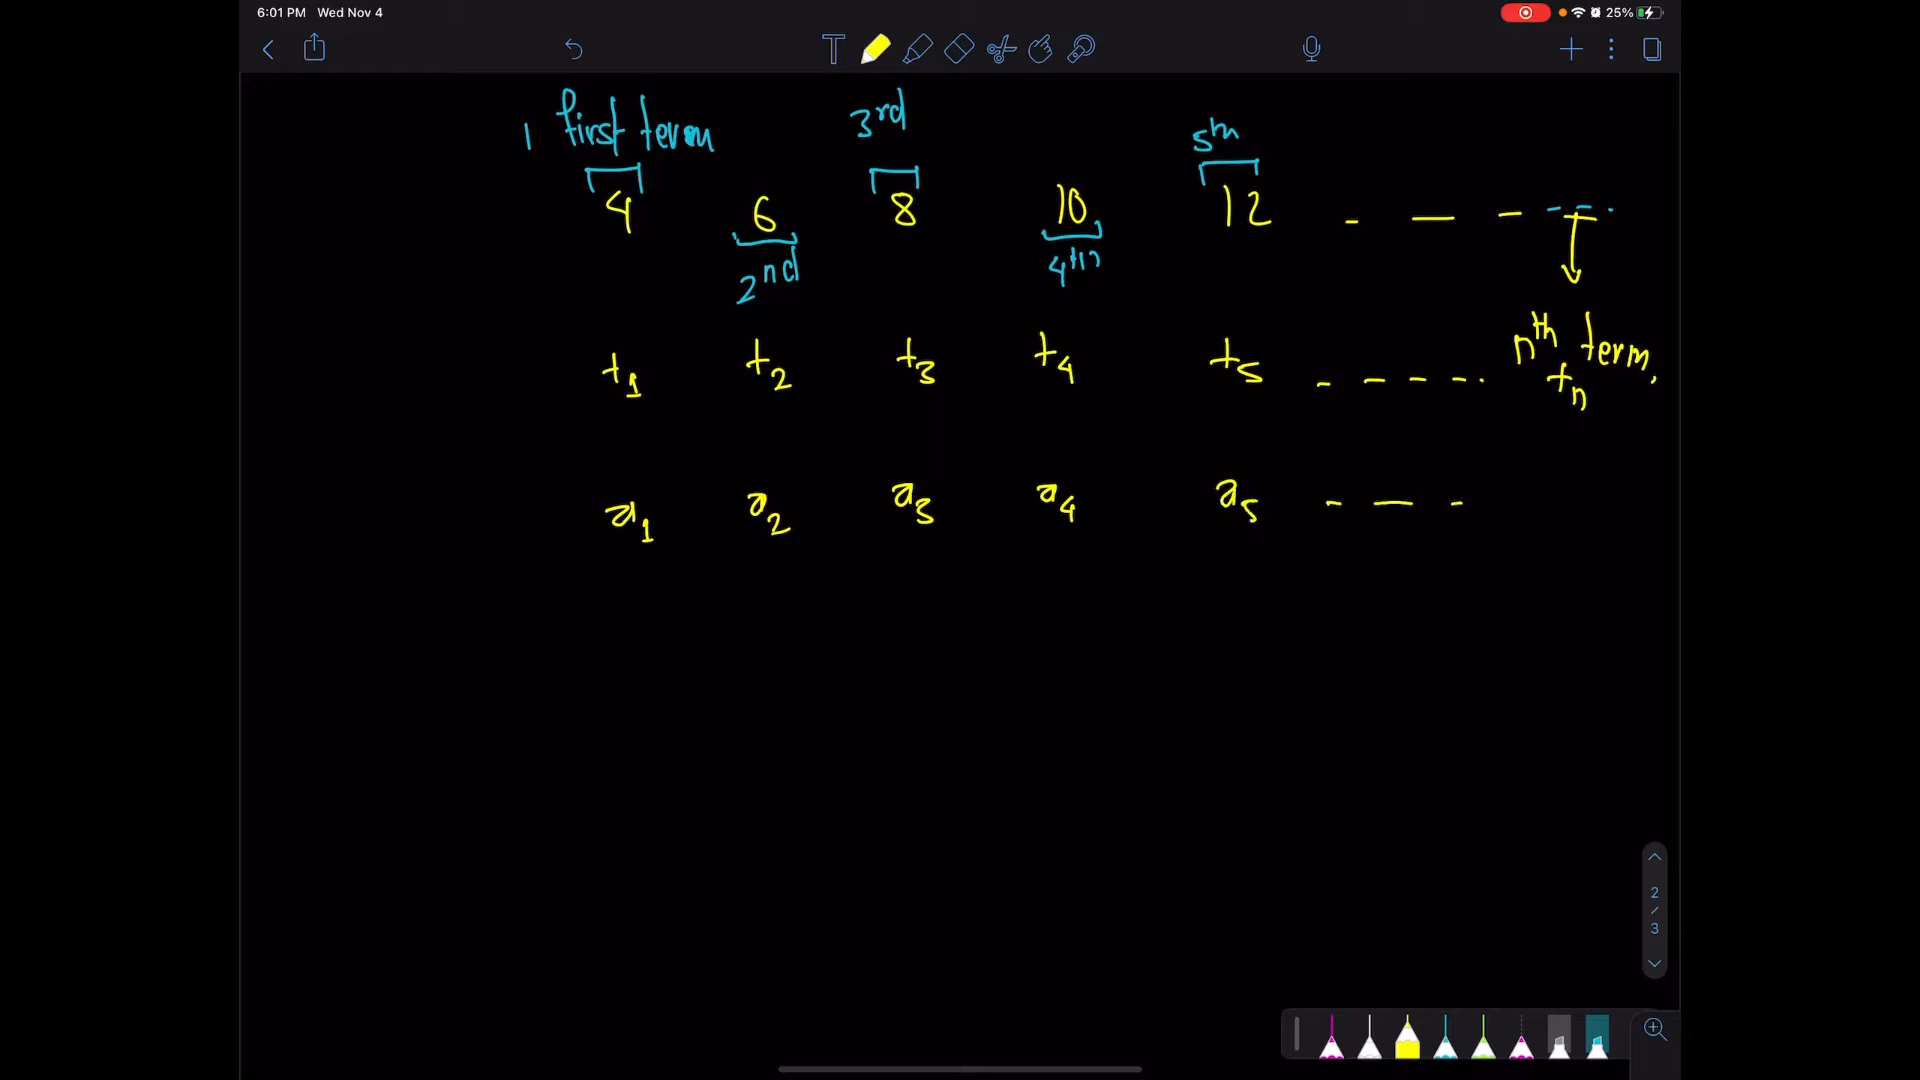 6:01 PM Wed Nov 4
25%
1 first term 3rd 5th
4 6 8 10 12 - — - - - .
2nd 4th
nth term.
t1 t2 t3 t4 t5 - - - - . tn
a1 a2 a3 a4 a5 - — -
2
/
3